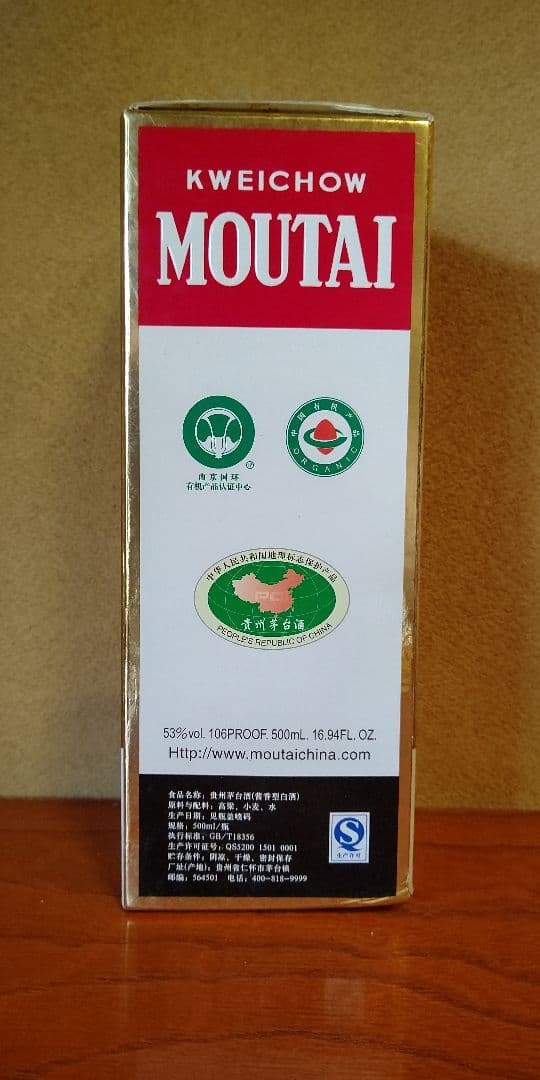 KWEICHOW
MOUTAI
南京国环
有机产品认证中心
®
中国有机产品
ORGANIC
中华人民共和国地理标志保护产品
PC
贵州茅台酒
PEOPLE'S REPUBLIC OF CHINA
53%vol. 106PROOF. 500mL. 16.94FL. OZ.
Http://www.moutaichina.com
食品名称：贵州茅台酒(酱香型白酒)
原料与配料：高粱、小麦、水
生产日期：见瓶盖喷码
规格：500ml/瓶
执行标准：GB/T18356
生产许可证号：QS5200 1501 0001
贮存条件：阴凉、干燥、密封保存
厂址(产地)：贵州省仁怀市茅台镇
邮编：564501 电话：400-818-9999
S
生产许可